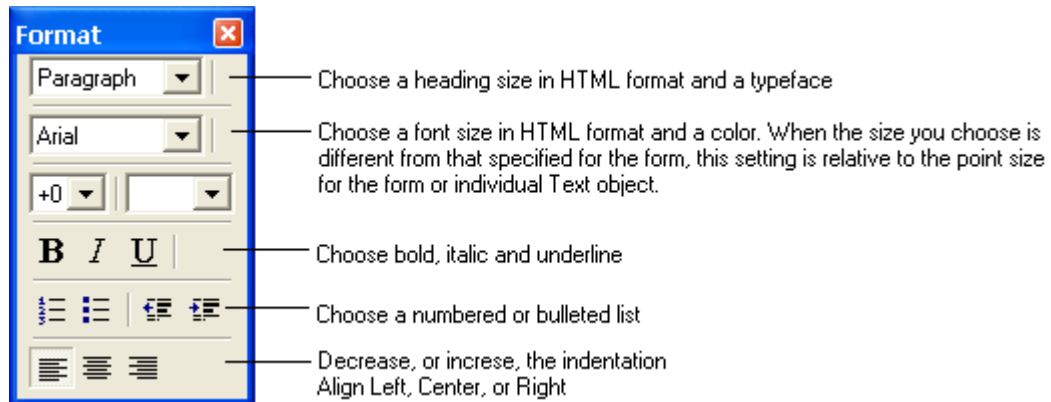 Format
Paragraph
Choose a heading size in HTML format and a typeface
Arial
Choose a font size in HTML format and a color. When the size you choose is
different from that specified for the form, this setting is relative to the point size
for the form or individual Text object.
+0
B I U
Choose bold, italic and underline
Choose a numbered or bulleted list
Decrease, or increse, the indentation
Align Left, Center, or Right